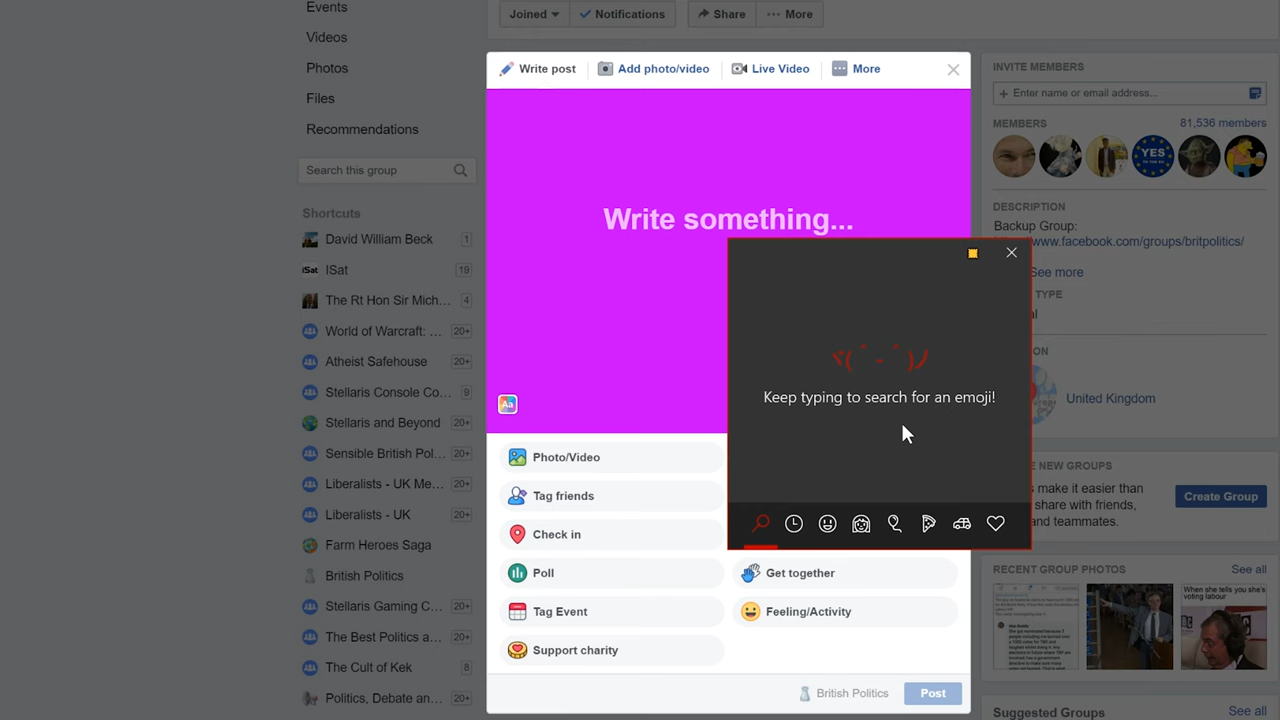 Events
Videos
Photos
Files
Recommendations
Search this group
Shortcuts
David William Beck 1
iSat ISat 19
The Rt Hon Sir Mich... 4
World of Warcraft: ... 20+
Atheist Safehouse 20+
Stellaris Console Co... 9
Stellaris and Beyond 20+
Sensible British Pol... 20+
Liberalists - UK Me... 20+
Liberalists - UK 20+
Farm Heroes Saga
British Politics
Stellaris Gaming C... 20+
The Best Politics a... 20+
The Cult of Kek 8
Politics, Debate an... 20+
Joined Notifications Share ··· More
Write post Add photo/video Live Video More
Write something...
Aa
Keep typing to search for an emoji!
Photo/Video
Tag friends
Check in
Poll
Get together
Tag Event
Feeling/Activity
Support charity
British Politics Post
INVITE MEMBERS
+ Enter name or email address...
MEMBERS 81,536 members
YES
DESCRIPTION
Backup Group:
www.facebook.com/groups/britpolitics/
See more
TYPE
United Kingdom
NEW GROUPS
make it easier than
share with friends,
and teammates.
Create Group
RECENT GROUP PHOTOS See all
When she tells you she's
voting labour
Suggested Groups See all